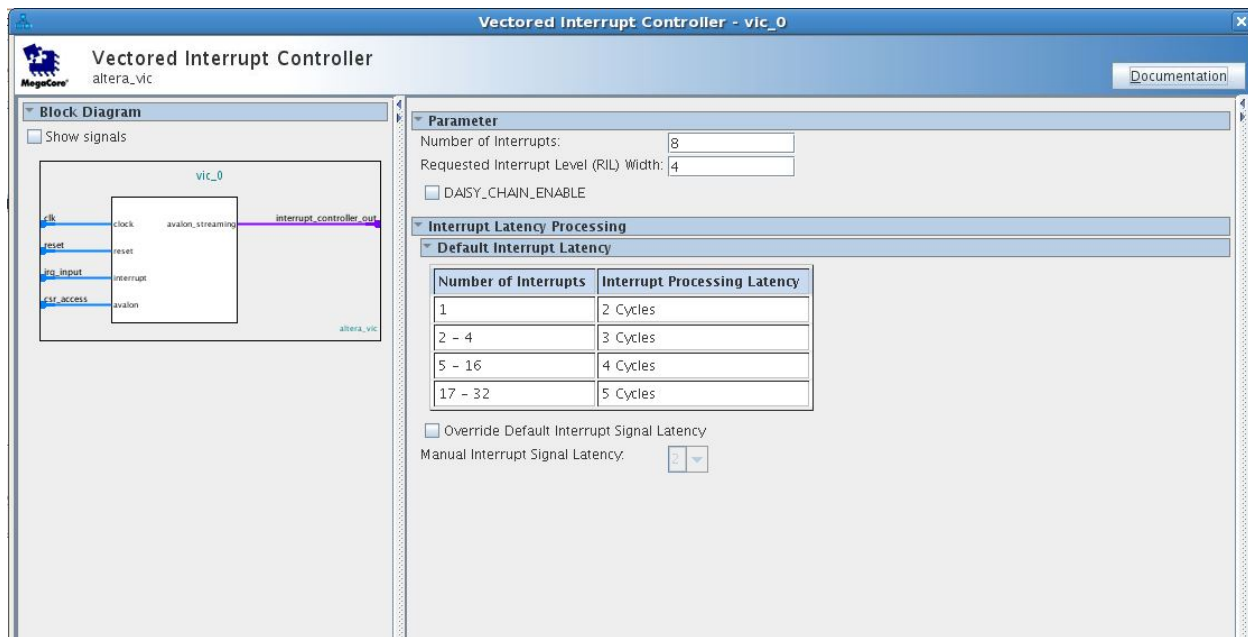 Vectored Interrupt Controller - vic_0
Vectored Interrupt Controller
altera_vic
MegaCore®
Documentation
Block Diagram
Show signals
vic_0
clk
clock
avalon_streaming
interrupt_controller_out
reset
reset
irq_input
interrupt
csr_access
avalon
altera_vic
Parameter
Number of Interrupts: 8
Requested Interrupt Level (RIL) Width: 4
DAISY_CHAIN_ENABLE
Interrupt Latency Processing
Default Interrupt Latency
Number of Interrupts Interrupt Processing Latency
1 2 Cycles
2 - 4 3 Cycles
5 - 16 4 Cycles
17 - 32 5 Cycles
Override Default Interrupt Signal Latency
Manual Interrupt Signal Latency: 2